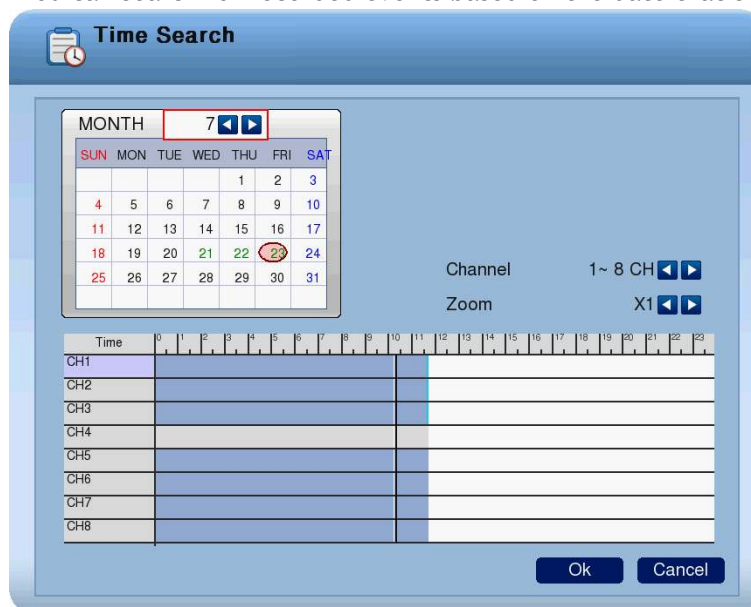 Time Search
MONTH 7
SUN MON TUE WED THU FRI SAT
1 2 3
4 5 6 7 8 9 10
11 12 13 14 15 16 17
18 19 20 21 22 23 24
25 26 27 28 29 30 31
Channel 1~ 8 CH
Zoom X1
Time 0 1 2 3 4 5 6 7 8 9 10 11 12 13 14 15 16 17 18 19 20 21 22 23
CH1
CH2
CH3
CH4
CH5
CH6
CH7
CH8
Ok Cancel